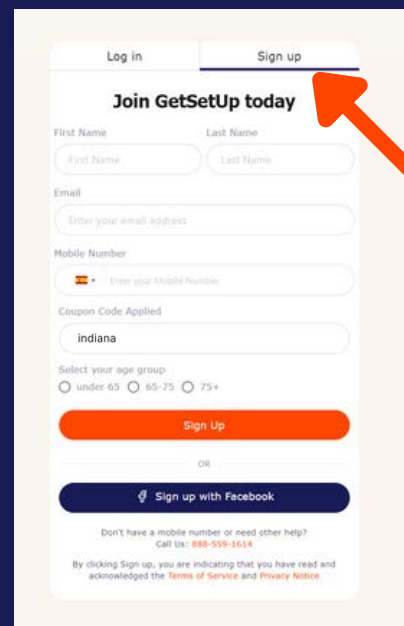 Log in Sign up
Join GetSetUp today
First Name Last Name
First Name Last Name
Email
Enter your email address
Mobile Number
Enter your Mobile Number
Coupon Code Applied
indiana
Select your age group
under 65 65-75 75+
Sign Up
OR
Sign up with Facebook
Don't have a mobile number or need other help?
Call Us: 888-559-1614
By clicking Sign up, you are indicating that you have read and
acknowledged the Terms of Service and Privacy Notice